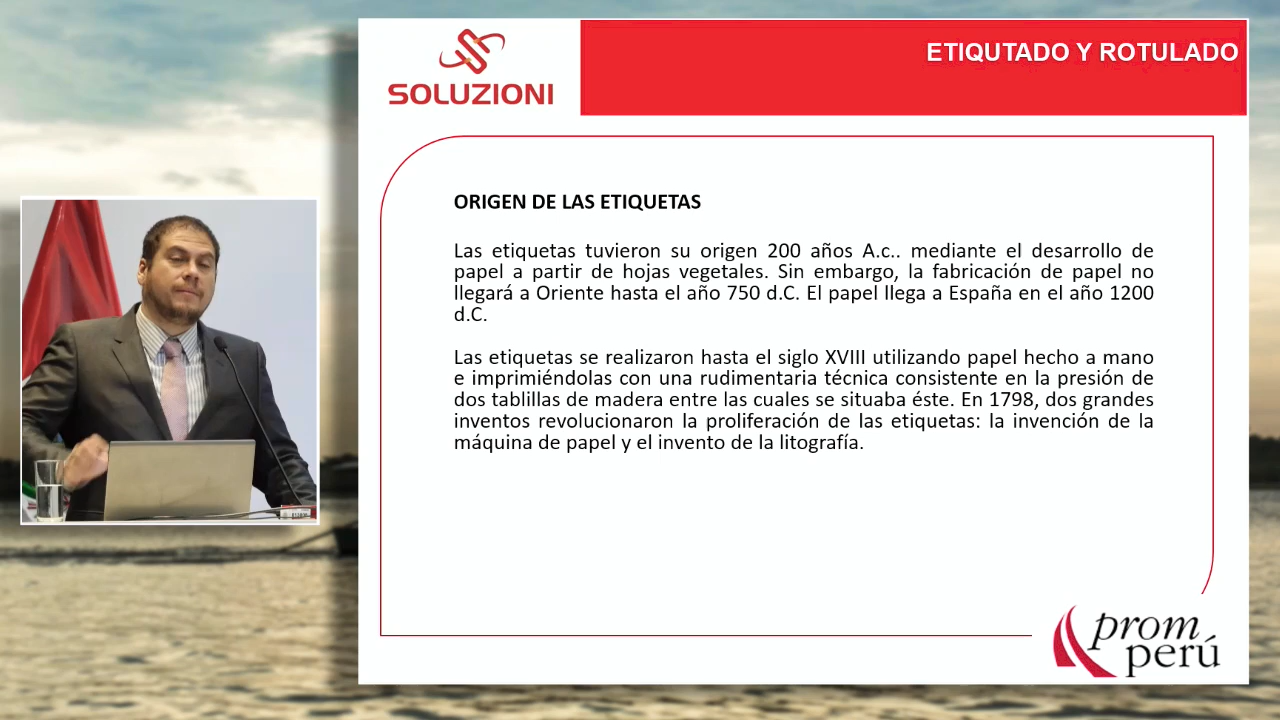 SOLUZIONI
ETIQUTADO Y ROTULADO
ORIGEN DE LAS ETIQUETAS
Las etiquetas tuvieron su origen 200 años A.c.. mediante el desarrollo de
papel a partir de hojas vegetales. Sin embargo, la fabricación de papel no
llegará a Oriente hasta el año 750 d.C. El papel llega a España en el año 1200
d.C.
Las etiquetas se realizaron hasta el siglo XVIII utilizando papel hecho a mano
e imprimiéndolas con una rudimentaria técnica consistente en la presión de
dos tablillas de madera entre las cuales se situaba éste. En 1798, dos grandes
inventos revolucionaron la proliferación de las etiquetas: la invención de la
máquina de papel y el invento de la litografía.
prom
perú